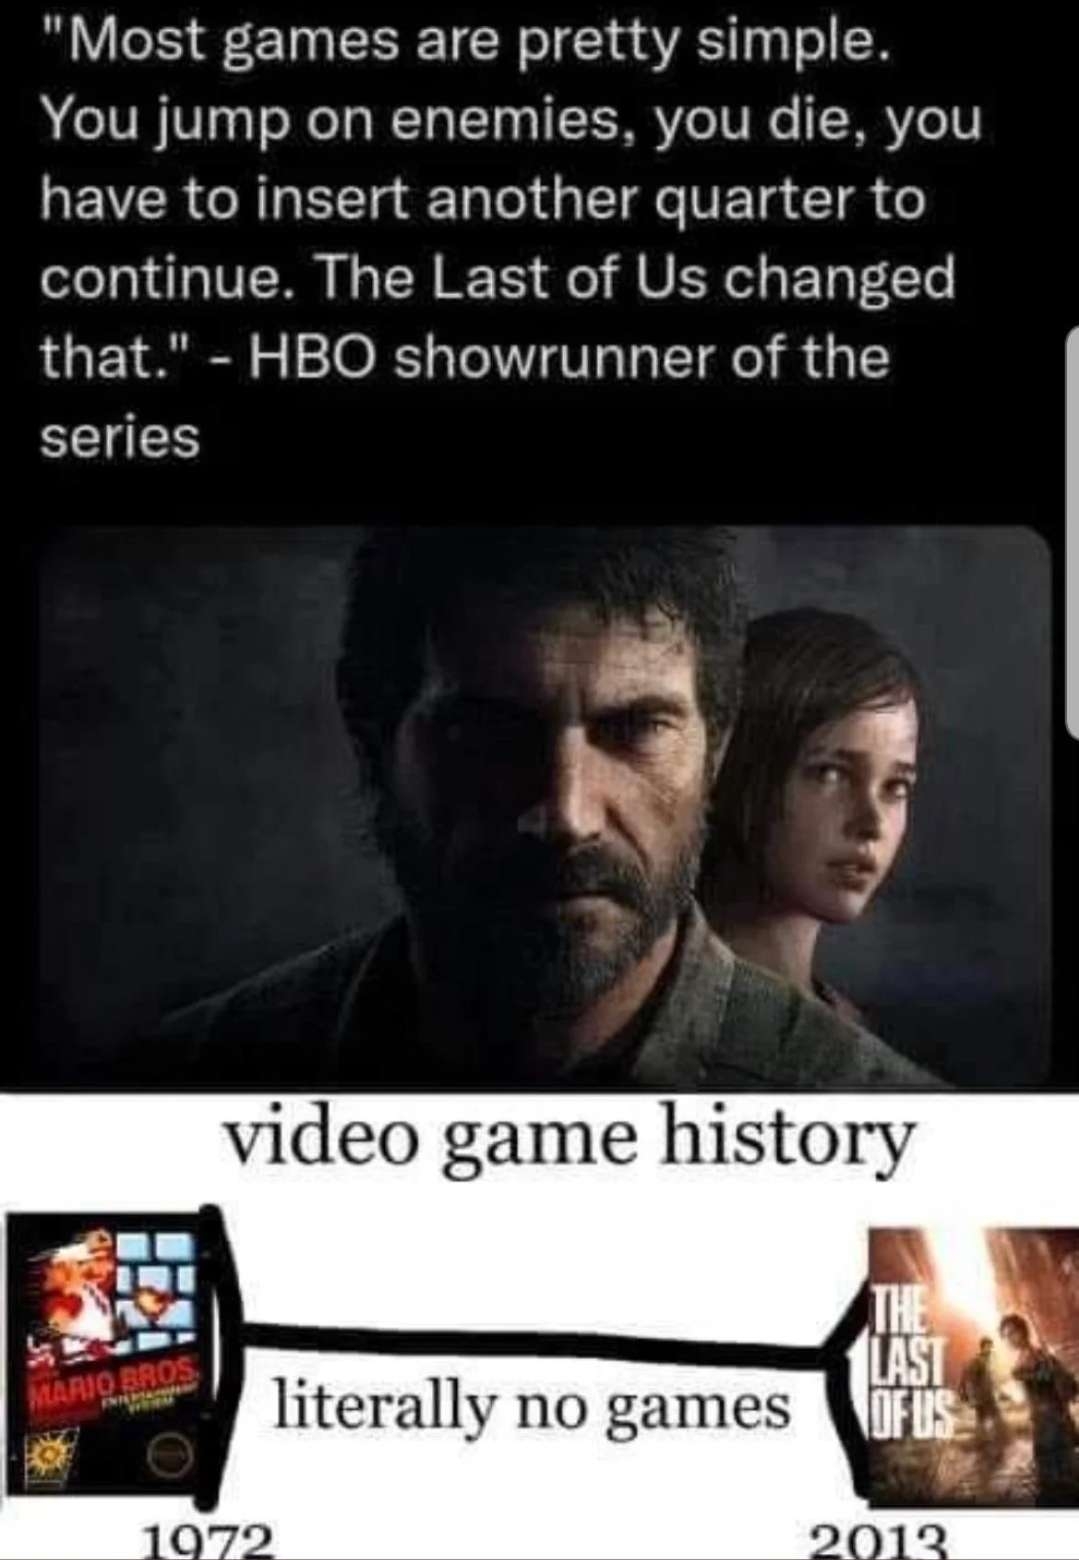 "Most games are pretty simple.
You jump on enemies, you die, you
have to insert another quarter to
continue. The Last of Us changed
that." - HBO showrunner of the
series
video game history
MARIO BROS.
THE
LAST
OF US
literally no games
1972
2013